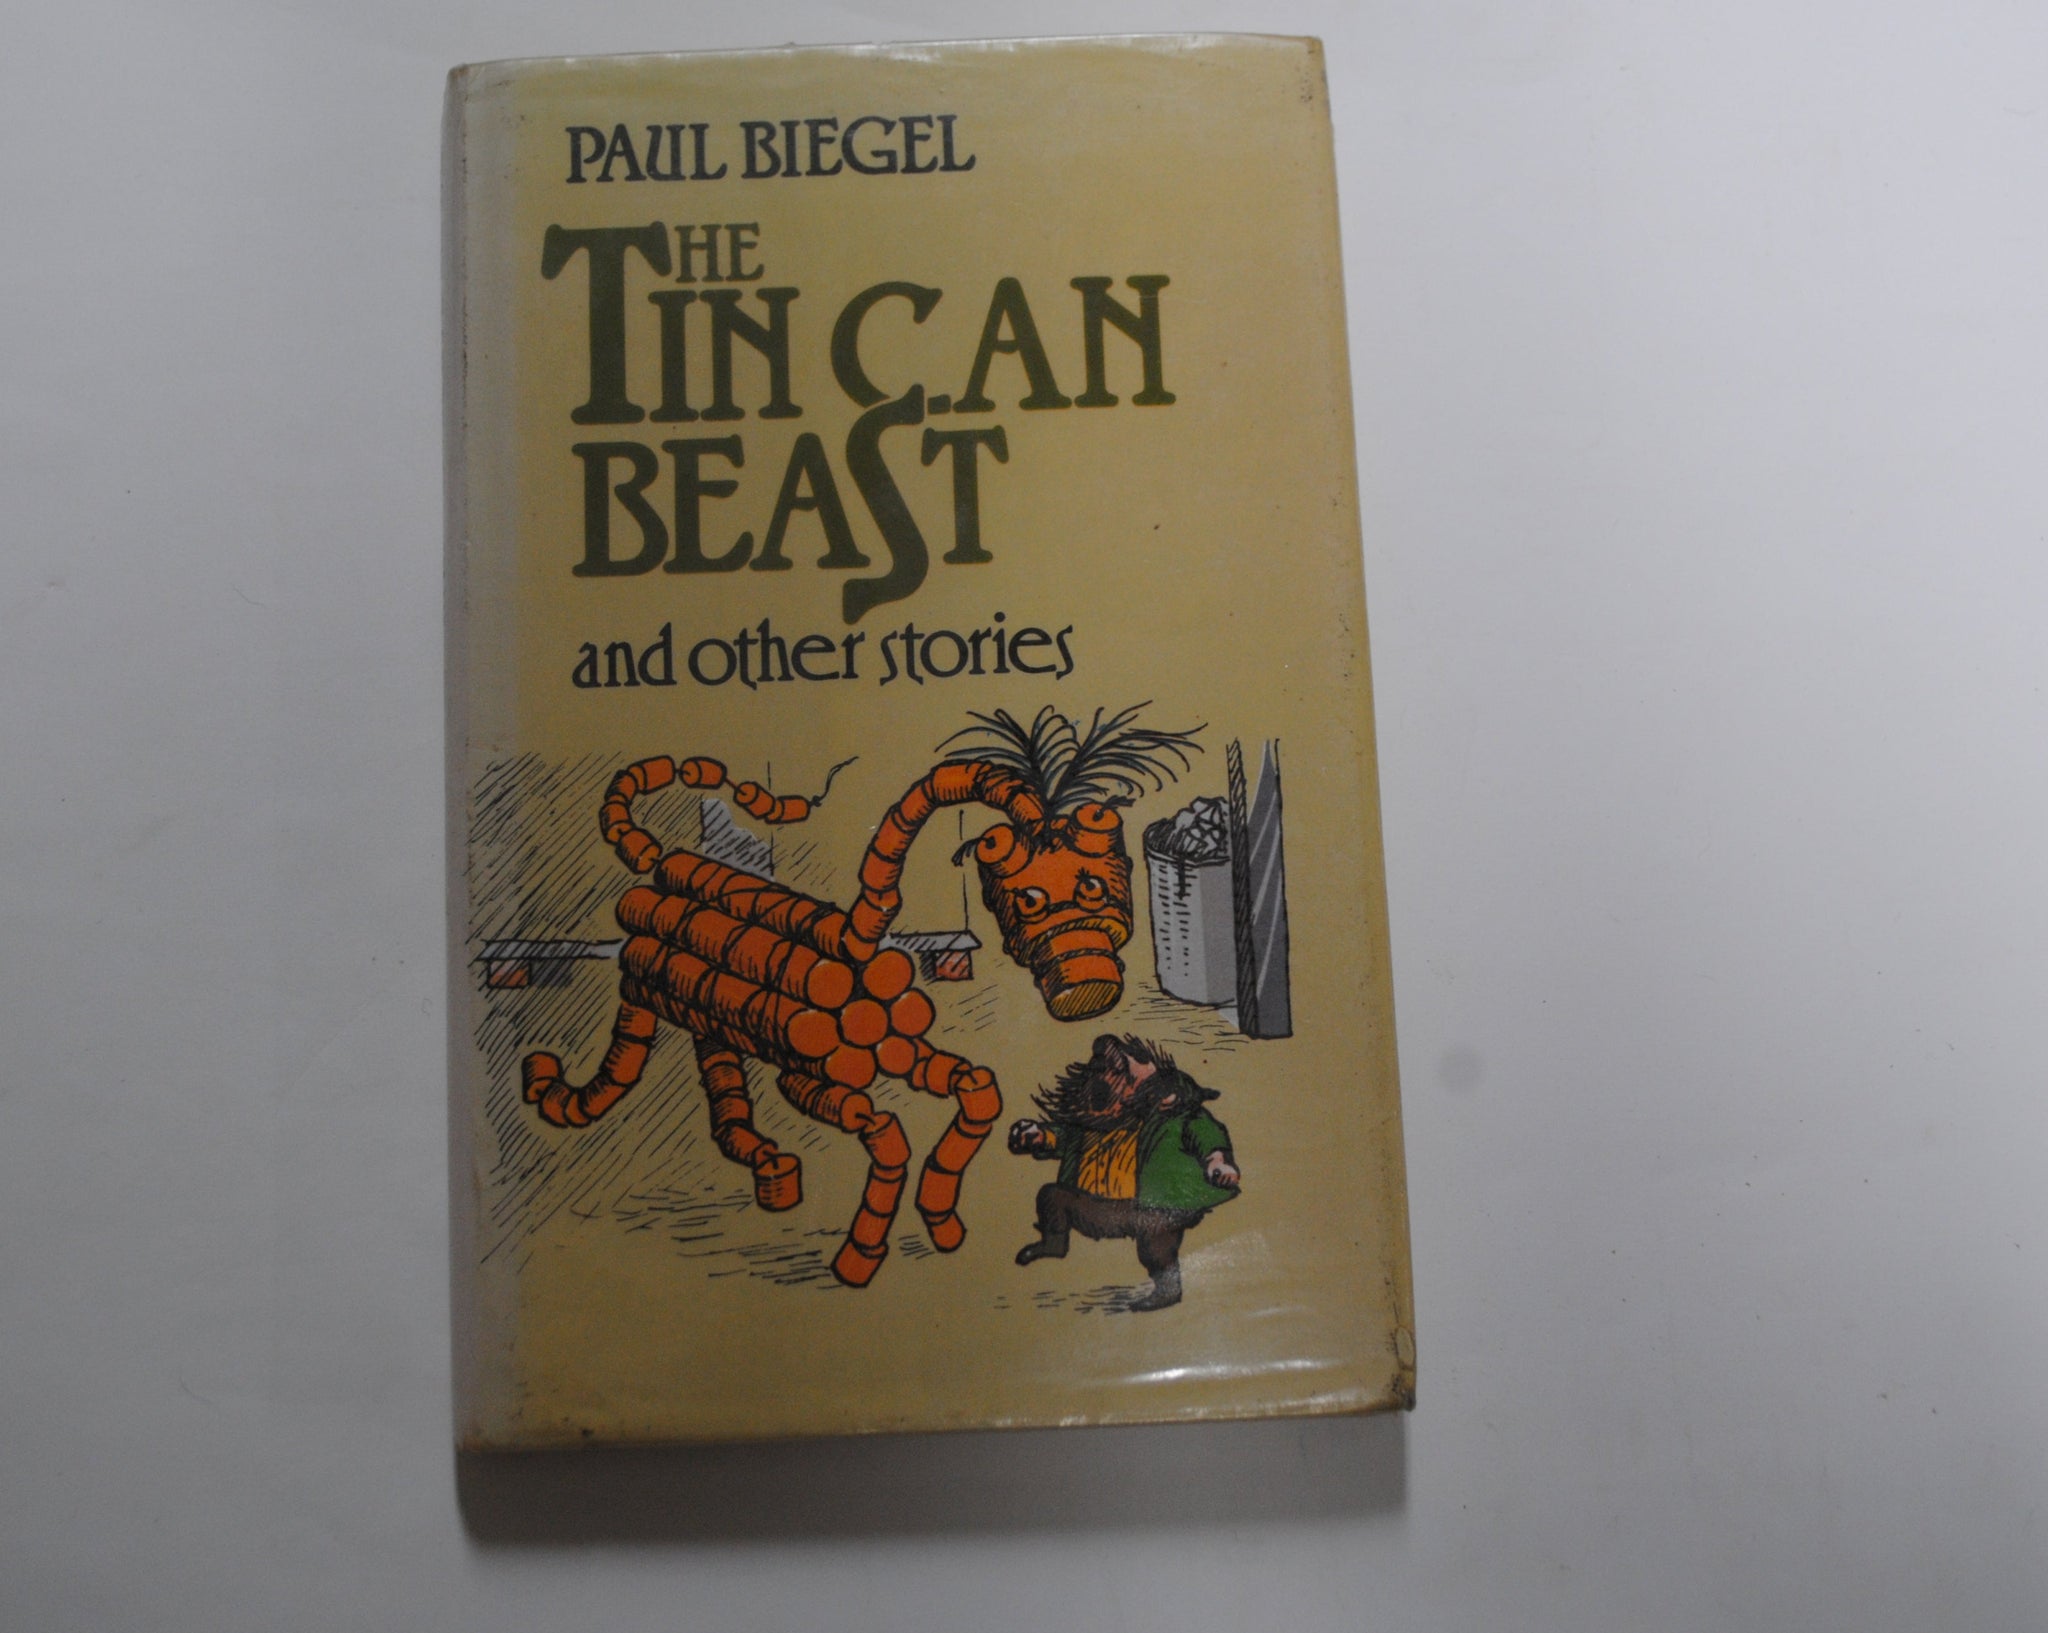 PAUL BIEGEL
THE
TIN CAN
BEAST
and other stories